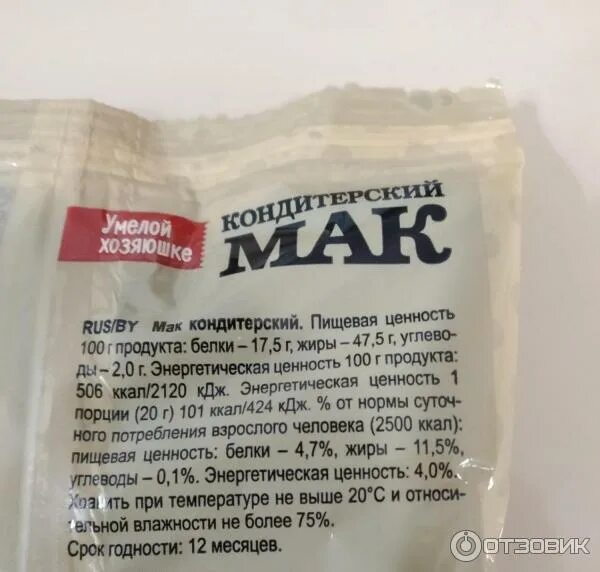 Умелой
хозяюшке
КОНДИТЕРСКИЙ
МАК
RUS/BY Мак кондитерский. Пищевая ценность
100 г продукта: белки – 17,5 г, жиры – 47,5 г, углево-
ды – 2,0 г. Энергетическая ценность 100 г продукта:
506 ккал/2120 кДж. Энергетическая ценность 1
порции (20 г) 101 ккал/424 кДж. % от нормы суточ-
ного потребления взрослого человека (2500 ккал):
пищевая ценность: белки – 4,7%, жиры – 11,5%,
углеводы – 0,1%. Энергетическая ценность: 4,0%.
Хранить при температуре не выше 20°С и относи-
тельной влажности не более 75%.
Срок годности: 12 месяцев.
ОТЗОВИК